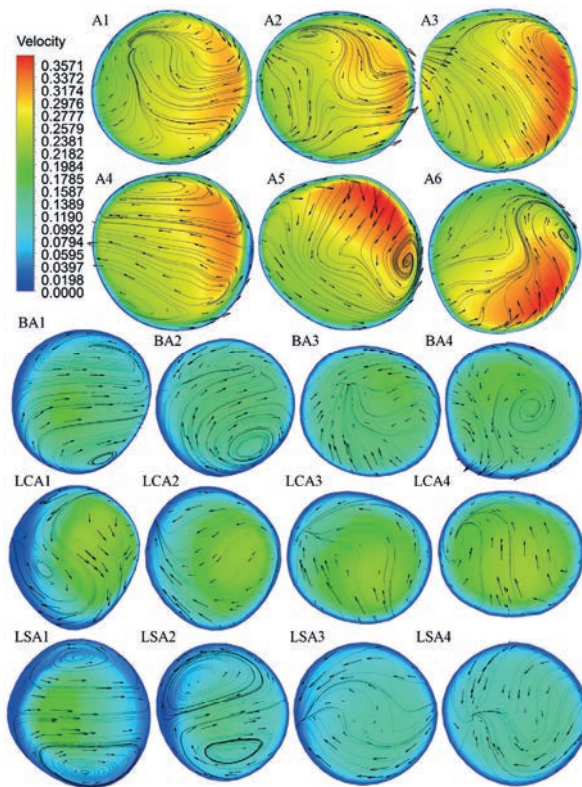 A1
A2
A3
Velocity
0.3571
0.3372
0.3174
0.2976
0.2777
0.2579
0.2381
0.2182
0.1984
0.1785
0.1587
0.1389
0.1190
0.0992
0.0794
0.0595
0.0397
0.0198
0.0000
A4
A5
A6
BA1
BA2
BA3
BA4
LCA1
LCA2
LCA3
LCA4
LSA1
LSA2
LSA3
LSA4